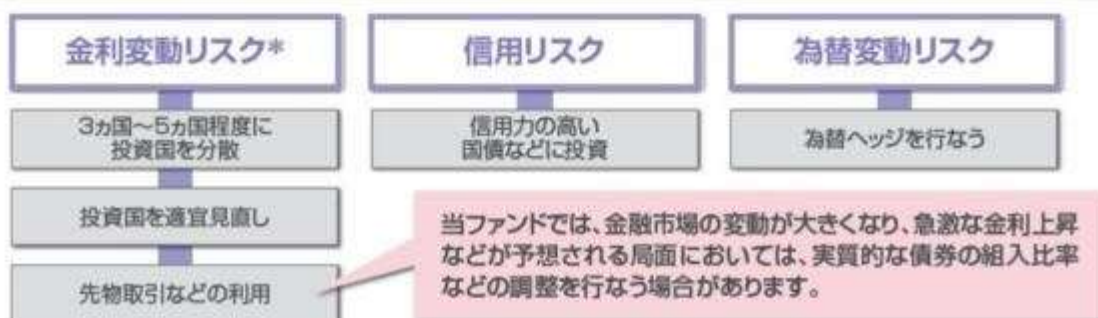 金利変動リスク*
3ヵ国～5ヵ国程度に
投資国を分散
投資国を適宜見直し
先物取引などの利用
信用リスク
信用力の高い
国債などに投資
為替変動リスク
為替ヘッジを行なう
当ファンドでは、金融市場の変動が大きくなり、急激な金利上昇
などが予想される局面においては、実質的な債券の組入比率
などの調整を行なう場合があります。